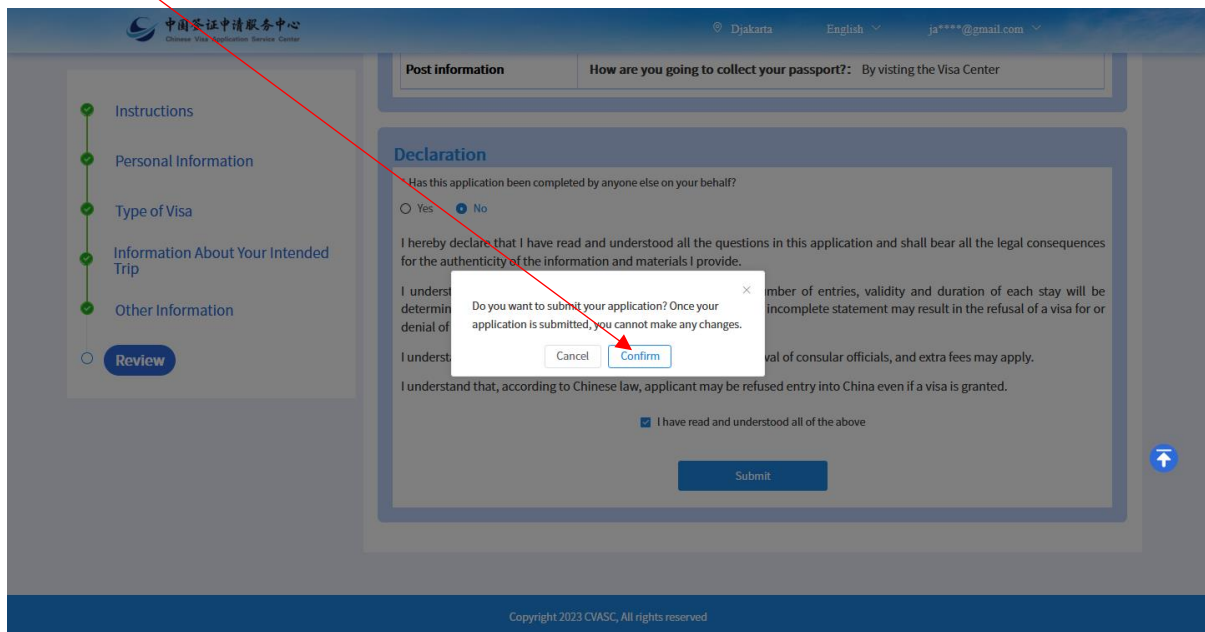 中国签证申请服务中心
Chinese Visa Application Service Center
Djakarta
English
ja****@gmail.com
Post information
How are you going to collect your passport?: By visting the Visa Center
Instructions
Personal Information
Type of Visa
Information About Your Intended
Trip
Other Information
Review
Declaration
* Has this application been completed by anyone else on your behalf?
Yes No
I hereby declare that I have read and understood all the questions in this application and shall bear all the legal consequences
for the authenticity of the information and materials I provide.
I underst mber of entries, validity and duration of each stay will be
determin incomplete statement may result in the refusal of a visa for or
denial of
I underst val of consular officials, and extra fees may apply.
I understand that, according to Chinese law, applicant may be refused entry into China even if a visa is granted.
Do you want to submit your application? Once your
application is submitted, you cannot make any changes.
Cancel Confirm
I have read and understood all of the above
Submit
Copyright 2023 CVASC, All rights reserved